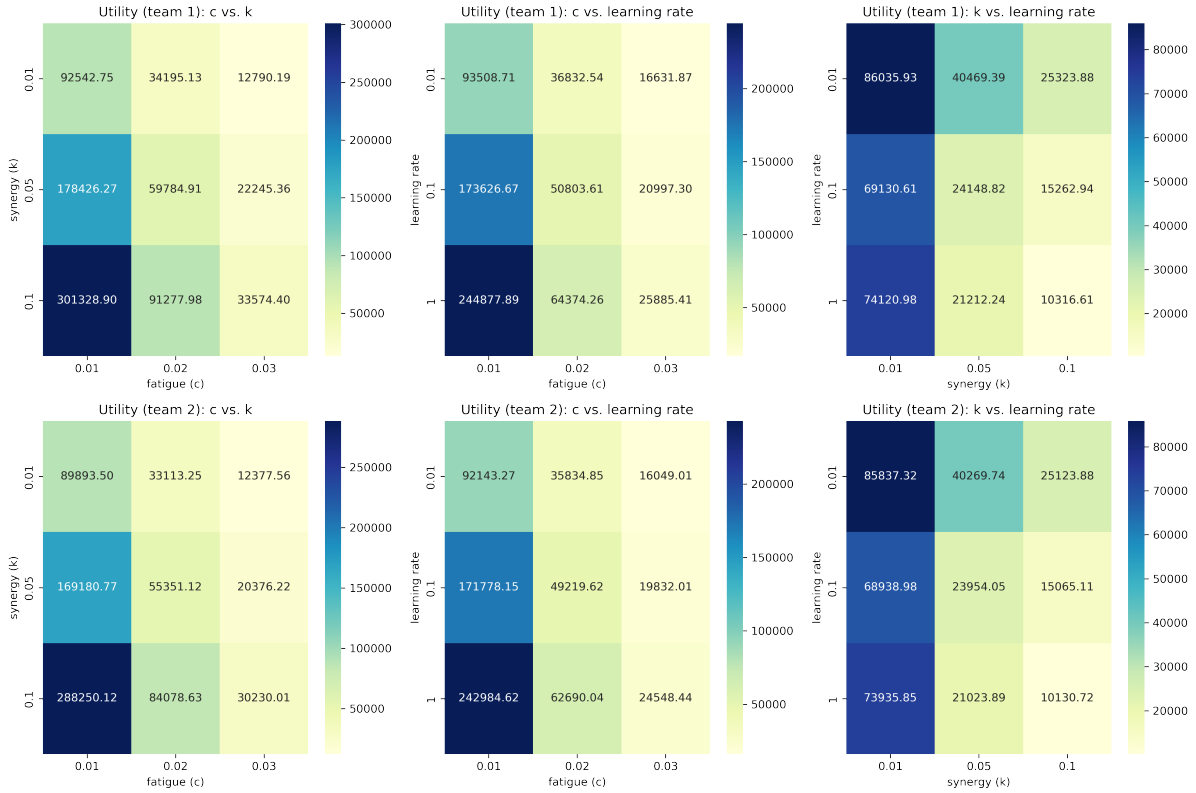 Utility (team 1): c vs. k
300000
250000
200000
150000
100000
50000
0.01
0.05
0.1
synergy (k)
92542.75 34195.13 12790.19
178426.27 59784.91 22245.36
301328.90 91277.98 33574.40
0.01 0.02 0.03
fatigue (c)
Utility (team 1): c vs. learning rate
200000
150000
100000
50000
0.01
0.1
1
learning rate
93508.71 36832.54 16631.87
173626.67 50803.61 20997.30
244877.89 64374.26 25885.41
0.01 0.02 0.03
fatigue (c)
Utility (team 1): k vs. learning rate
80000
70000
60000
50000
40000
30000
20000
0.01
0.1
1
learning rate
86035.93 40469.39 25323.88
69130.61 24148.82 15262.94
74120.98 21212.24 10316.61
0.01 0.05 0.1
synergy (k)
Utility (team 2): c vs. k
250000
200000
150000
100000
50000
0.01
0.05
0.1
synergy (k)
89893.50 33113.25 12377.56
169180.77 55351.12 20376.22
288250.12 84078.63 30230.01
0.01 0.02 0.03
fatigue (c)
Utility (team 2): c vs. learning rate
200000
150000
100000
50000
0.01
0.1
1
learning rate
92143.27 35834.85 16049.01
171778.15 49219.62 19832.01
242984.62 62690.04 24548.44
0.01 0.02 0.03
fatigue (c)
Utility (team 2): k vs. learning rate
80000
70000
60000
50000
40000
30000
20000
0.01
0.1
1
learning rate
85837.32 40269.74 25123.88
68938.98 23954.05 15065.11
73935.85 21023.89 10130.72
0.01 0.05 0.1
synergy (k)